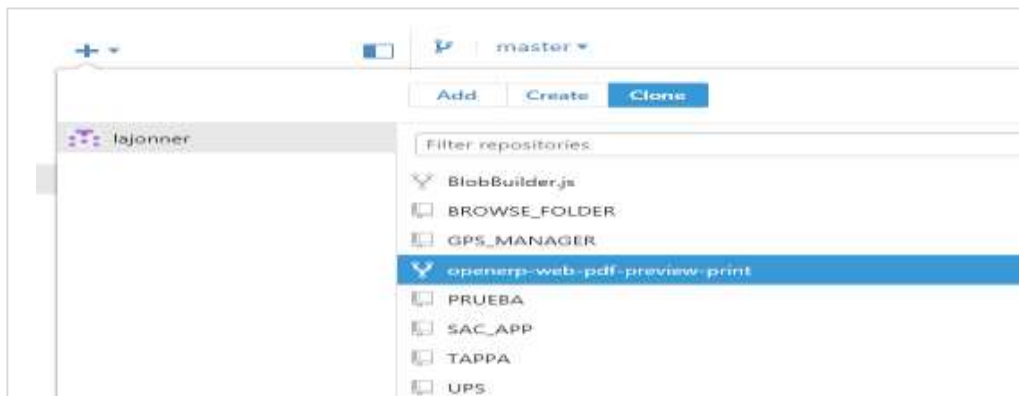 master
Add Create Clone
lajonner
Filter repositories
BlobBuilder.js
BROWSE_FOLDER
GPS_MANAGER
openerp-web-pdf-preview-print
PRUEBA
SAC_APP
TAPPA
UPS